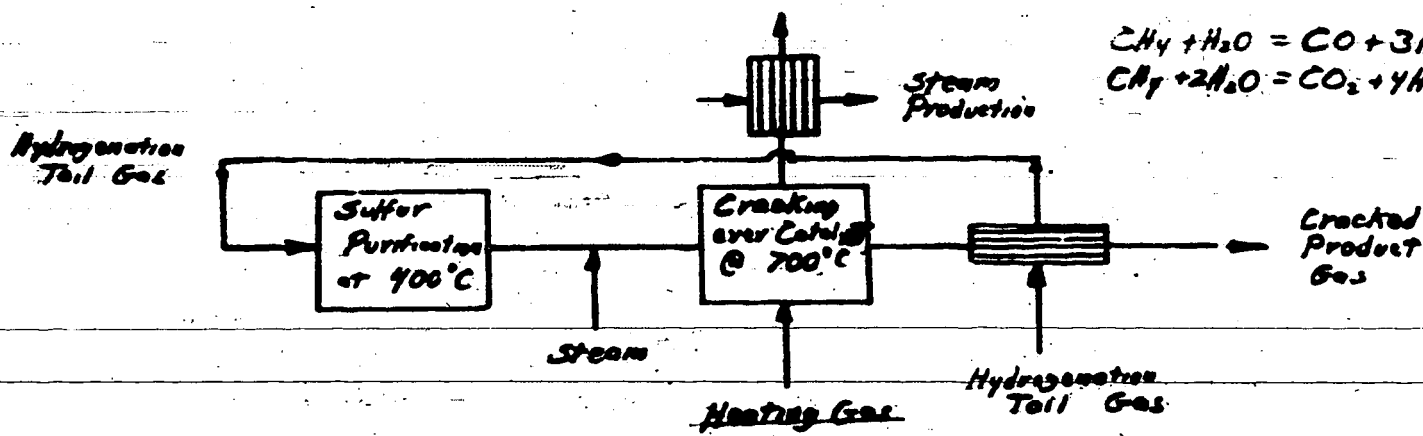 CH4 + H2O = CO + 3
CH4 + 2H2O = CO2 + 4H
Steam
Production
Hydrogenation
Tail Gas
Sulfur
Purification
at 400°C
Cracking
over
@ 700°C
Cracked
Product
Gas
Steam
Heating Gas
Hydrogenation
Tail Gas